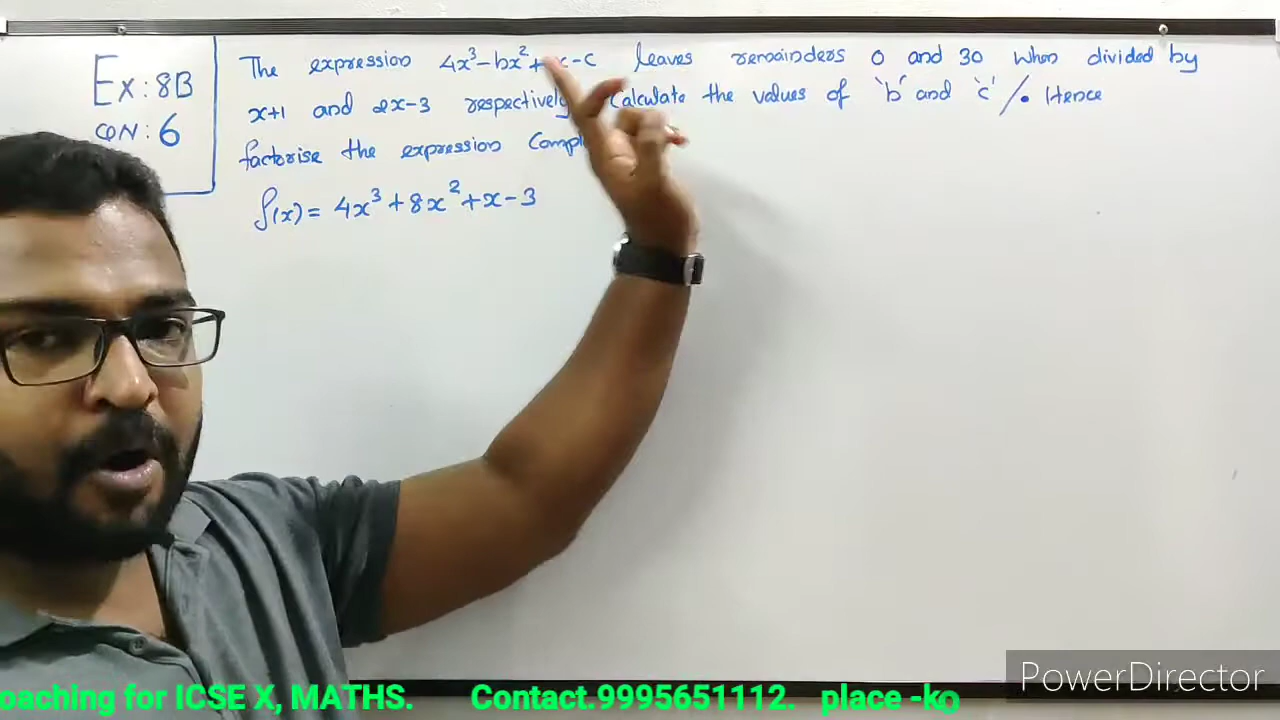 Ex: 8B
QN: 6
The expression 4x³-bx²+x-c leaves remainders 0 and 30 when divided by
x+1 and 2x-3 respectively. Calculate the values of 'b' and 'c' /. Hence
factorise the expression
f(x) = 4x³+8x²+x-3
oaching for ICSE X, MATHS. Contact.9995651112. place -ko
PowerDirector